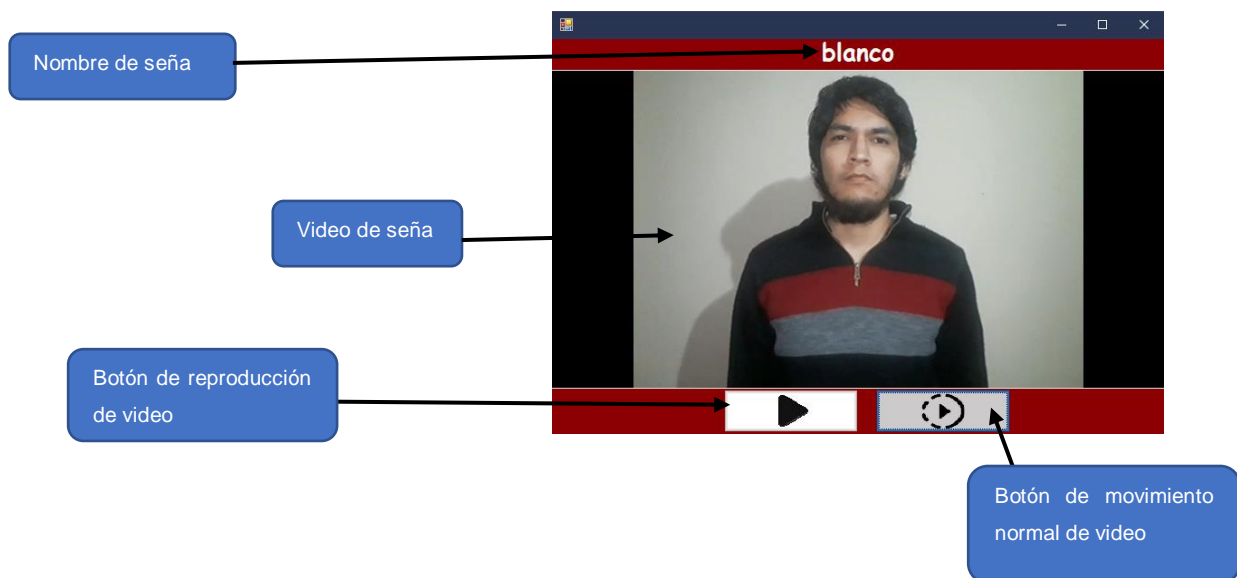 blanco
Nombre de seña
Video de seña
Botón de reproducción
de video
Botón de movimiento
normal de video